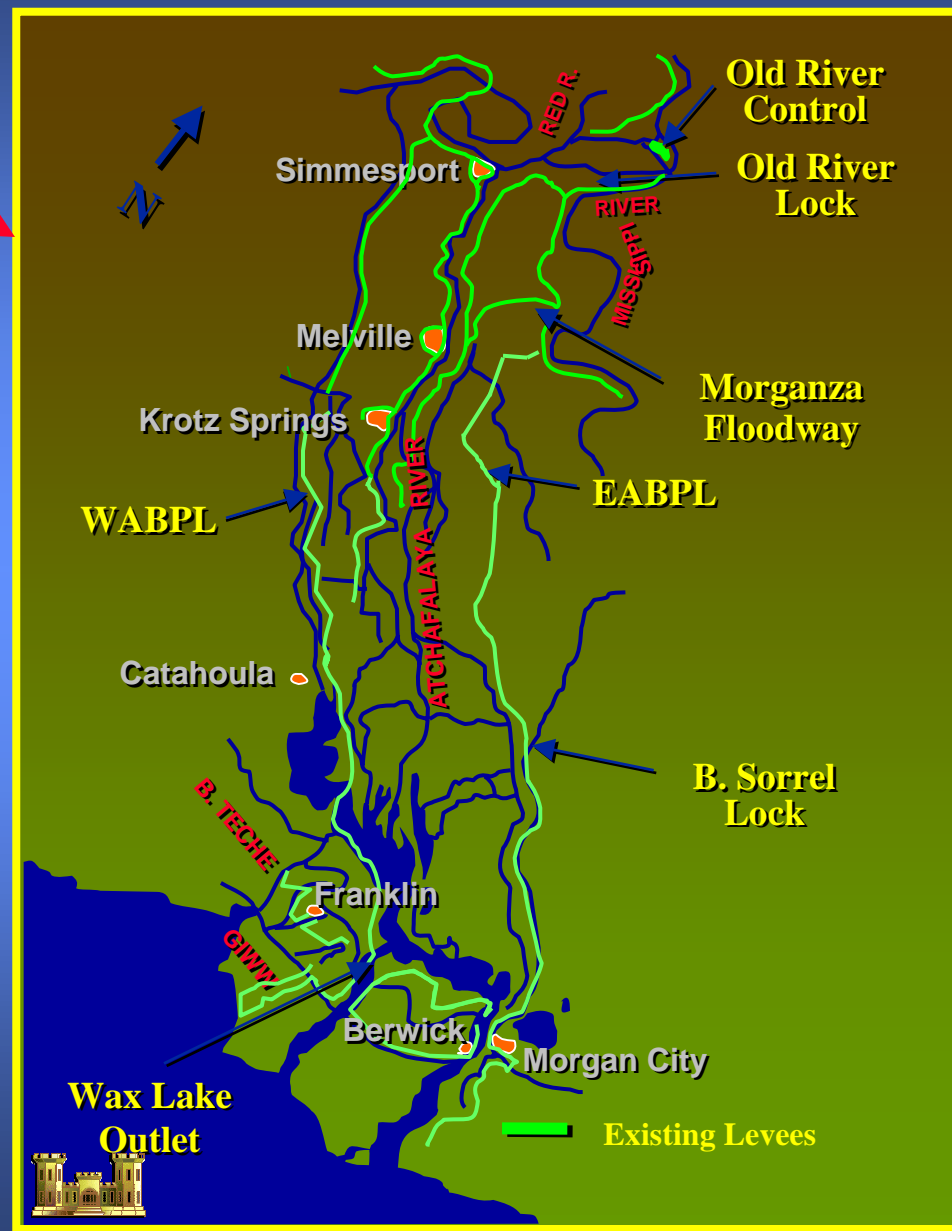 Old River
Control
RED R.
Simmesport
Old River
Lock
RIVER
MISSISIPPI
N
Melville
Morganza
Floodway
Krotz Springs
EABPL
WABPL
ATCHAFALAYA RIVER
Catahoula
B. Sorrel
Lock
B. TECHE
Franklin
GIWW
Berwick
Morgan City
Wax Lake
Outlet
Existing Levees